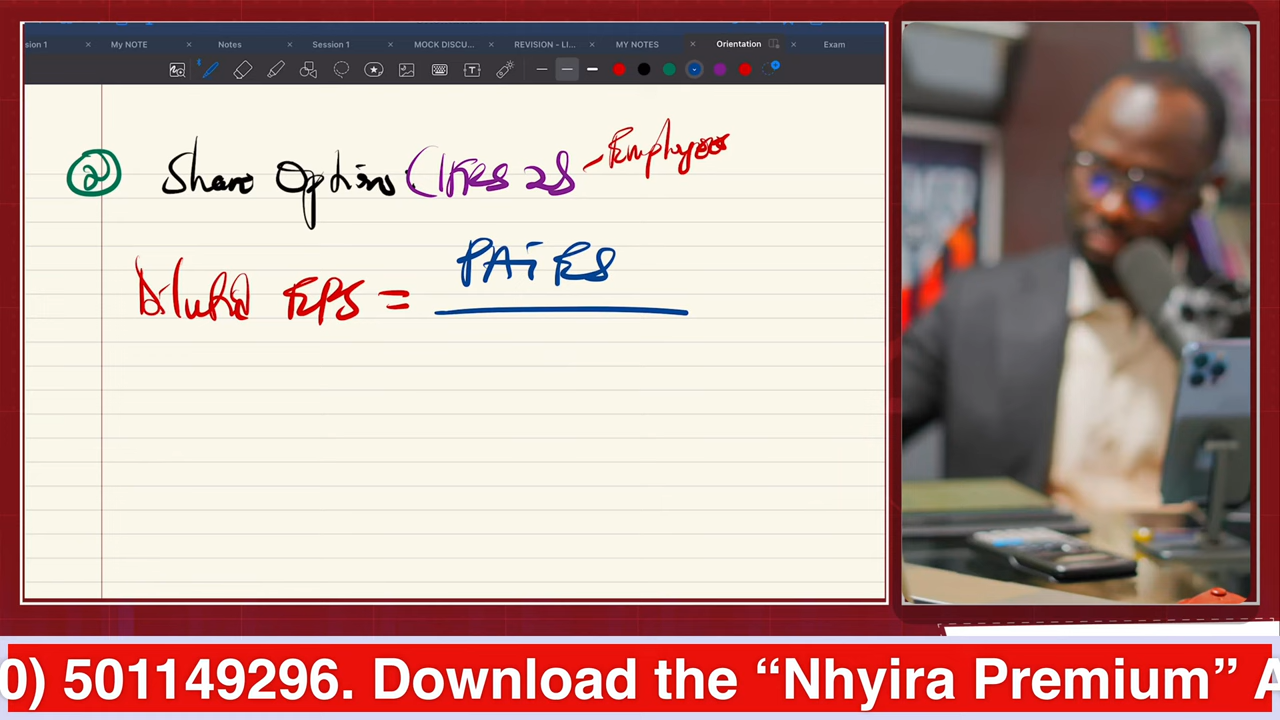 sion 1 × My NOTE × Notes × Session 1 × MOCK DISCU... × REVISION - LI... × MY NOTES × Orientation × Exam
2 Share Options (IFRS 2) - Employees
Diluted EPS = PATES
0) 501149296. Download the “Nhyira Premium” A